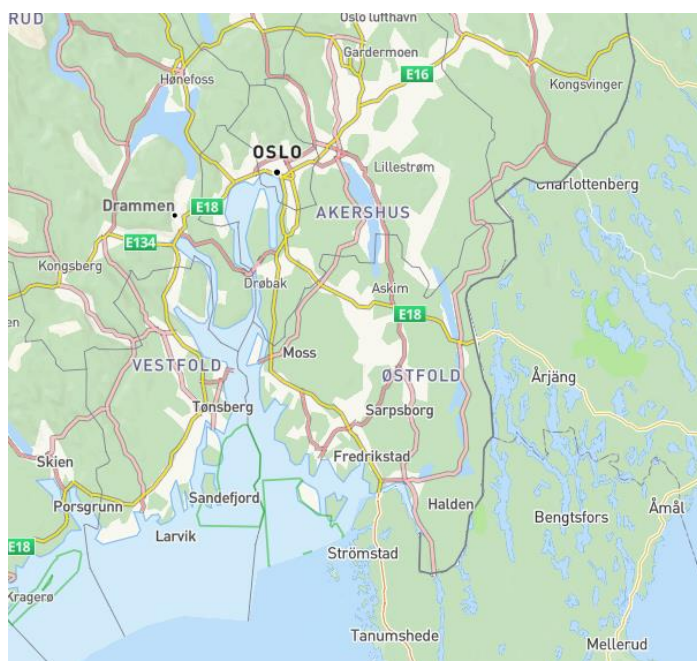 RUD
Oslo lufthavn
Gardermoen
E16
Hønefoss
Kongsvinger
OSLO
Lillestrøm
Charlottenberg
Drammen
E18
AKERSHUS
E134
Kongsberg
Drøbak
Askim
en
E18
Moss
VESTFOLD
ØSTFOLD
Årjäng
Tønsberg
Sarpsborg
Skien
Fredrikstad
Sandefjord
Porsgrunn
Halden
Åmål
Bengtsfors
Larvik
E18
Strömstad
Kragerø
Tanumshede
Mellerud